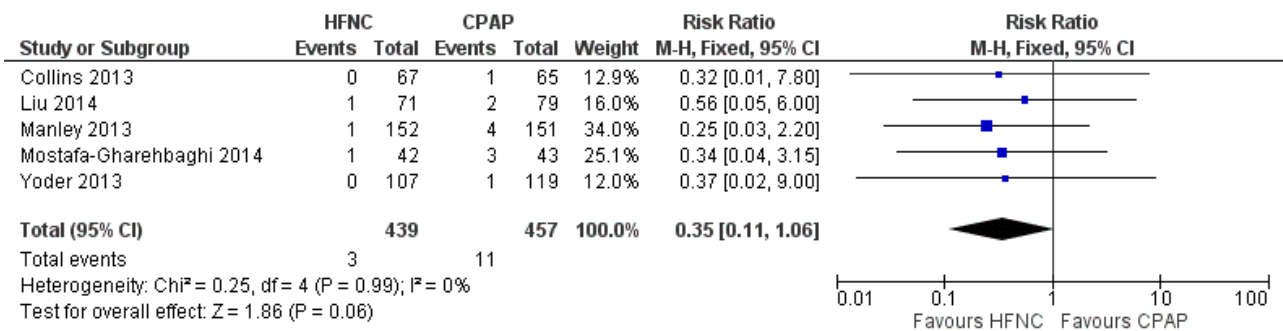 HFNC CPAP Risk Ratio Risk Ratio
Study or Subgroup Events Total Events Total Weight M-H, Fixed, 95% CI M-H, Fixed, 95% CI
Collins 2013 0 67 1 65 12.9% 0.32 [0.01, 7.80]
Liu 2014 1 71 2 79 16.0% 0.56 [0.05, 6.00]
Manley 2013 1 152 4 151 34.0% 0.25 [0.03, 2.20]
Mostafa-Gharehbaghi 2014 1 42 3 43 25.1% 0.34 [0.04, 3.15]
Yoder 2013 0 107 1 119 12.0% 0.37 [0.02, 9.00]
Total (95% CI) 439 457 100.0% 0.35 [0.11, 1.06]
Total events 3 11
Heterogeneity: Chi² = 0.25, df = 4 (P = 0.99); I² = 0%
Test for overall effect: Z = 1.86 (P = 0.06)
0.01 0.1 1 10 100
Favours HFNC Favours CPAP